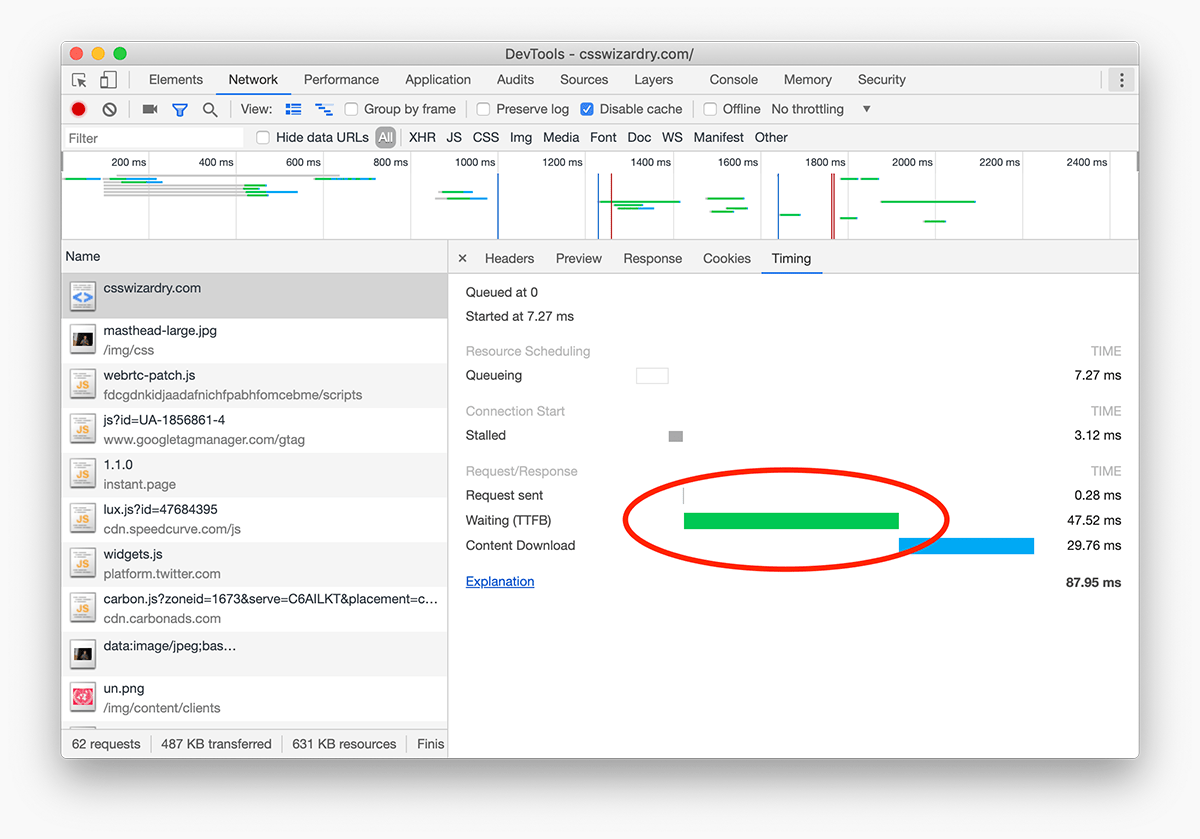 DevTools - csswizardry.com/
Elements Network Performance Application Audits Sources Layers Console Memory Security
View: Group by frame Preserve log Disable cache Offline No throttling
Filter Hide data URLs All XHR JS CSS Img Media Font Doc WS Manifest Other
200 ms 400 ms 600 ms 800 ms 1000 ms 1200 ms 1400 ms 1600 ms 1800 ms 2000 ms 2200 ms 2400 ms
Name
csswizardry.com
masthead-large.jpg
/img/css
JS
webrtc-patch.js
fdcgdnkidjaadafnichfpabhfomcebme/scripts
JS
js?id=UA-1856861-4
www.googletagmanager.com/gtag
JS
1.1.0
instant.page
JS
lux.js?id=47684395
cdn.speedcurve.com/js
JS
widgets.js
platform.twitter.com
JS
carbon.js?zoneid=1673&serve=C6AILKT&placement=c...
cdn.carbonads.com
data:image/jpeg;bas...
un.png
/img/content/clients
62 requests 487 KB transferred 631 KB resources Finis
× Headers Preview Response Cookies Timing
Queued at 0
Started at 7.27 ms
Resource Scheduling TIME
Queueing 7.27 ms
Connection Start TIME
Stalled 3.12 ms
Request/Response TIME
Request sent 0.28 ms
Waiting (TTFB) 47.52 ms
Content Download 29.76 ms
Explanation 87.95 ms